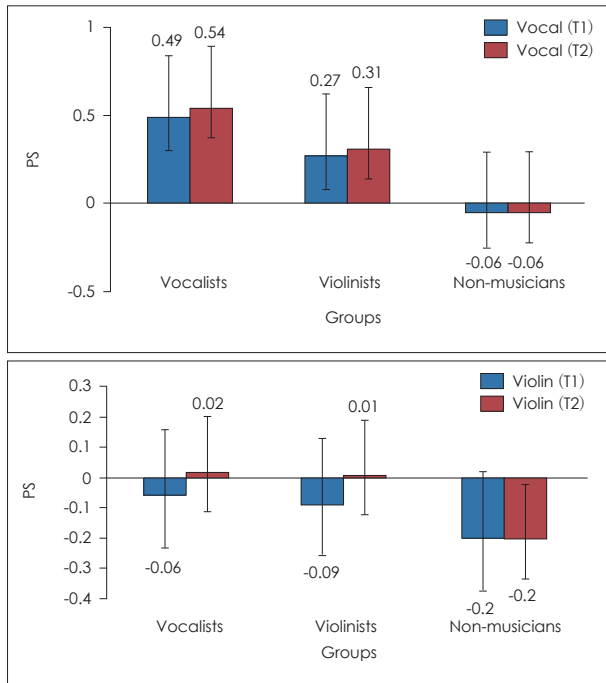 1
Vocal (T1)
0.49 0.54
Vocal (T2)
0.27 0.31
0.5
PS
0
-0.06 -0.06
-0.5
Vocalists Violinists Non-musicians
Groups
0.3
Violin (T1)
0.02 0.01
Violin (T2)
0.2
0.1
PS
0
-0.1
-0.2
-0.06 -0.09
-0.3
-0.4
-0.2 -0.2
Vocalists Violinists Non-musicians
Groups